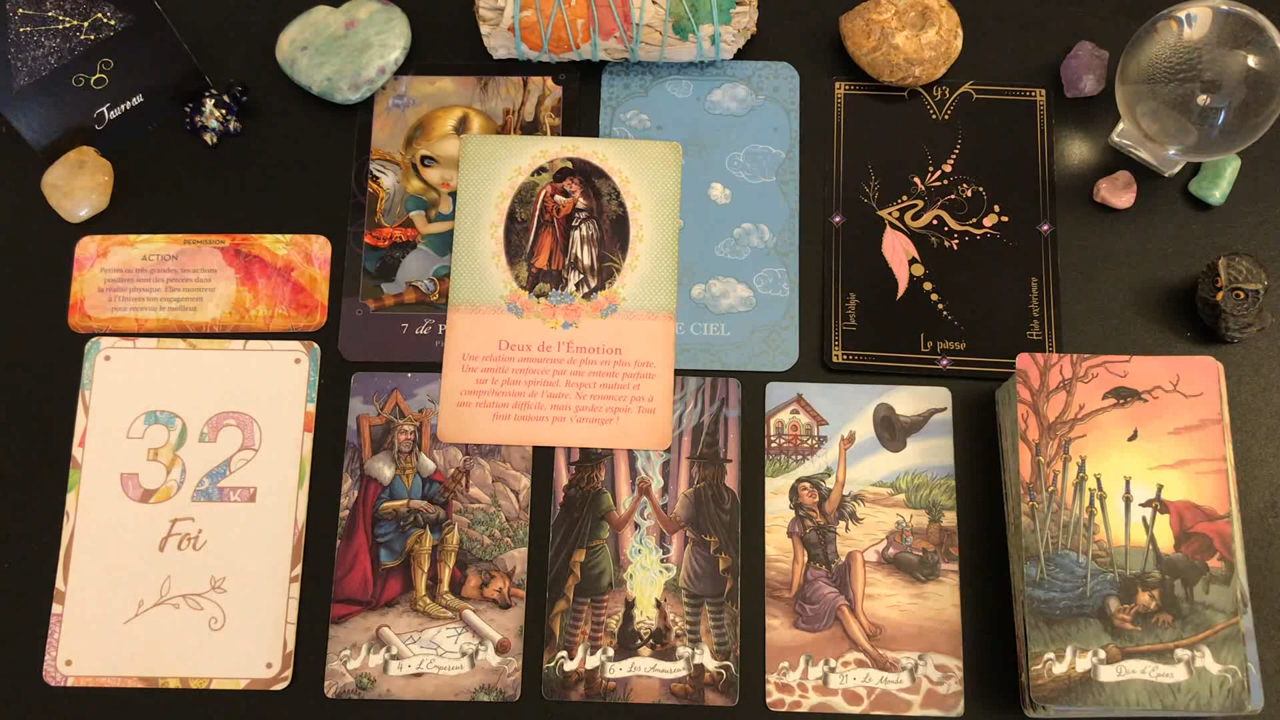 Taureau
PERMISSION
ACTION
Petites ou très grandes, tes actions
positives sont des percées dans
la réalité physique. Elles montrent
à l'Univers ton engagement
pour recevoir le meilleur.
32
Foi
7 de P
Deux de l'Émotion
Une relation amoureuse de plus en plus forte.
Une amitié renforcée par une entente parfaite
sur le plan spirituel. Respect mutuel et
compréhension de l'autre. Ne renoncez pas à
une relation difficile, mais gardez espoir. Tout
finit toujours par s'arranger !
E CIEL
43
Nostalgie
Le passé
Aide extérieure
4 • L'Empereur
6 • Les Amoureux
21 • Le Monde
Dix d'Épées